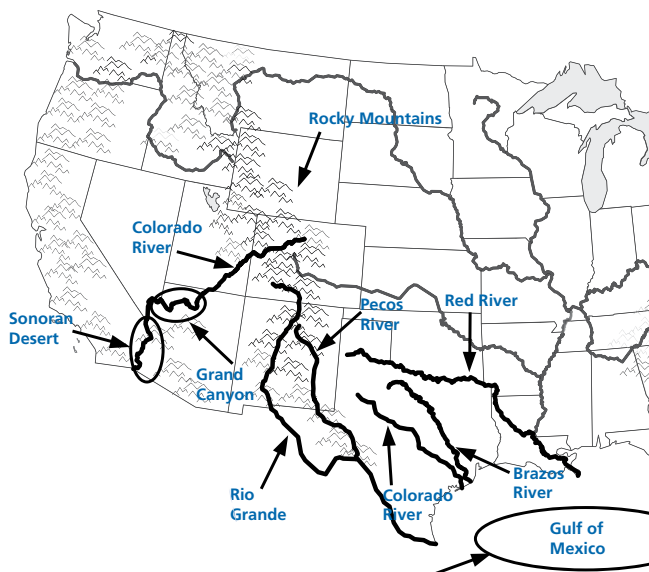 Rocky Mountains
Colorado
River
Pecos
River
Red River
Sonoran
Desert
Grand
Canyon
Rio
Grande
Colorado
River
Brazos
River
Gulf of
Mexico